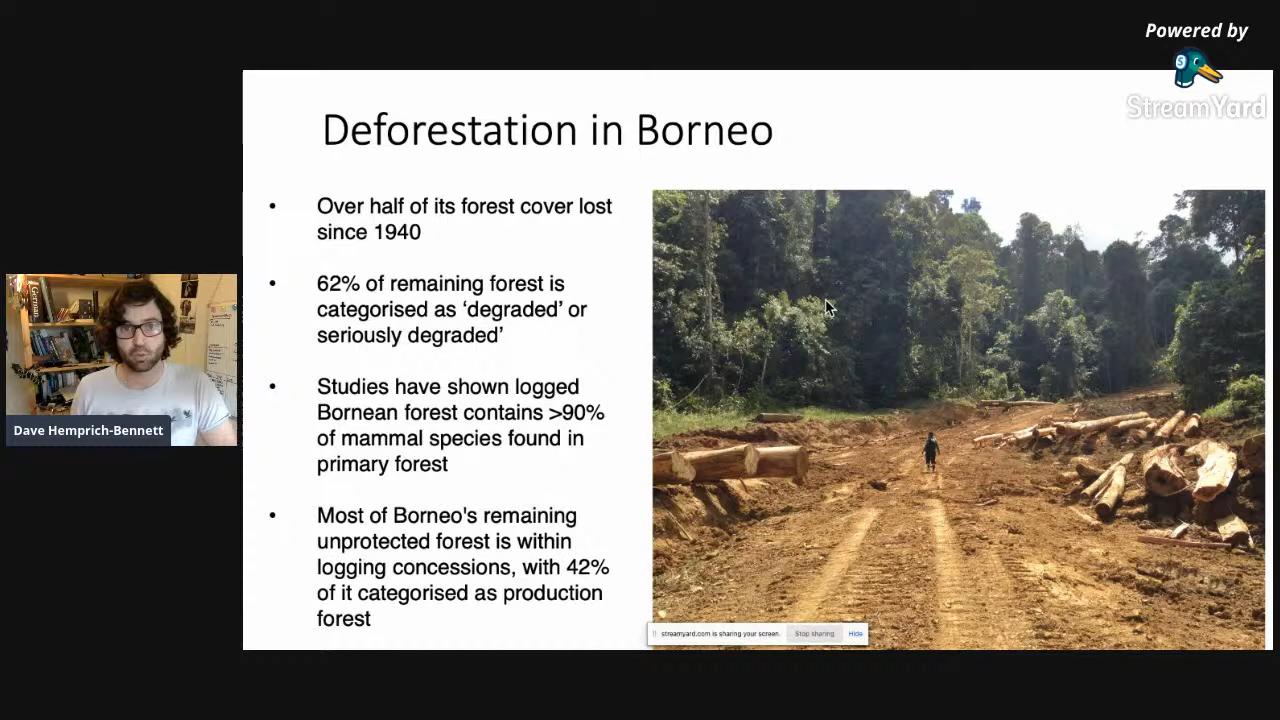 Powered by
S
StreamYard
Deforestation in Borneo
• Over half of its forest cover lost
since 1940
• 62% of remaining forest is
categorised as ‘degraded’ or
seriously degraded’
• Studies have shown logged
Bornean forest contains >90%
of mammal species found in
primary forest
• Most of Borneo's remaining
unprotected forest is within
logging concessions, with 42%
of it categorised as production
forest
German
Dave Hemprich-Bennett
streamyard.com is sharing your screen. Stop sharing Hide